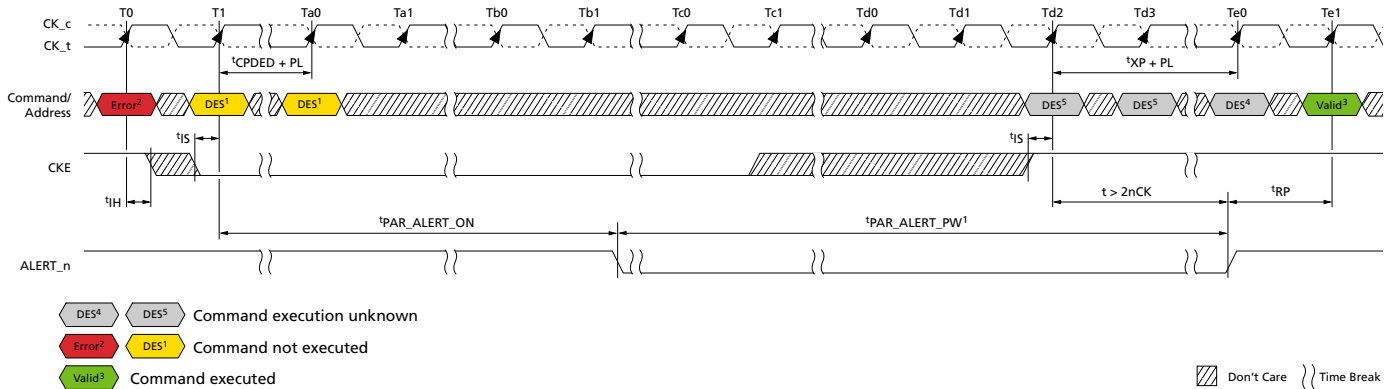 T0 T1 Ta0 Ta1 Tb0 Tb1 Tc0 Tc1 Td0 Td1 Td2 Td3 Te0 Te1
CK_c
CK_t
tCPDED + PL tXP + PL
Command/
Address
Error2 DES1 DES1 DES5 DES5 DES4 Valid3
tIS tIS
CKE
tIH t > 2nCK tRP
tPAR_ALERT_ON tPAR_ALERT_PW1
ALERT_n
DES4 DES5 Command execution unknown
Error2 DES1 Command not executed
Valid3 Command executed
Don't Care Time Break